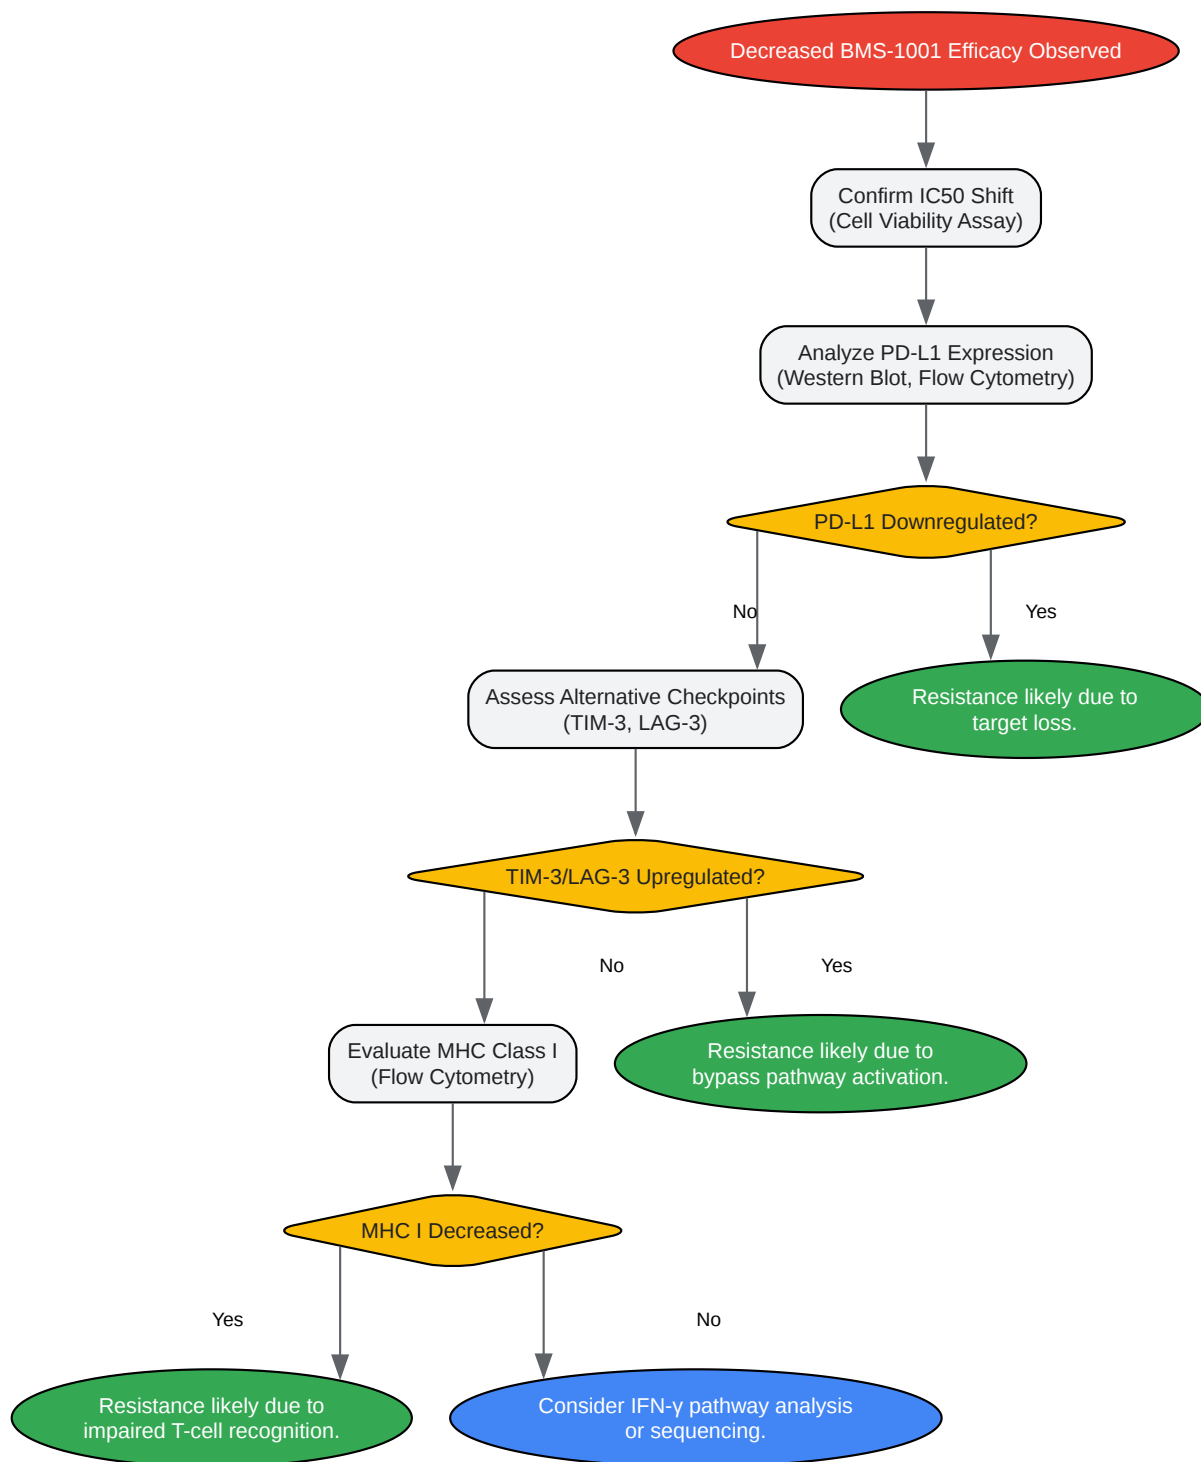 Decreased BMS-1001 Efficacy Observed
Confirm IC50 Shift
(Cell Viability Assay)
Analyze PD-L1 Expression
(Western Blot, Flow Cytometry)
PD-L1 Downregulated?
No
Yes
Assess Alternative Checkpoints
(TIM-3, LAG-3)
Resistance likely due to
target loss.
TIM-3/LAG-3 Upregulated?
No
Yes
Evaluate MHC Class I
(Flow Cytometry)
Resistance likely due to
bypass pathway activation.
MHC I Decreased?
Yes
No
Resistance likely due to
impaired T-cell recognition.
Consider IFN-γ pathway analysis
or sequencing.